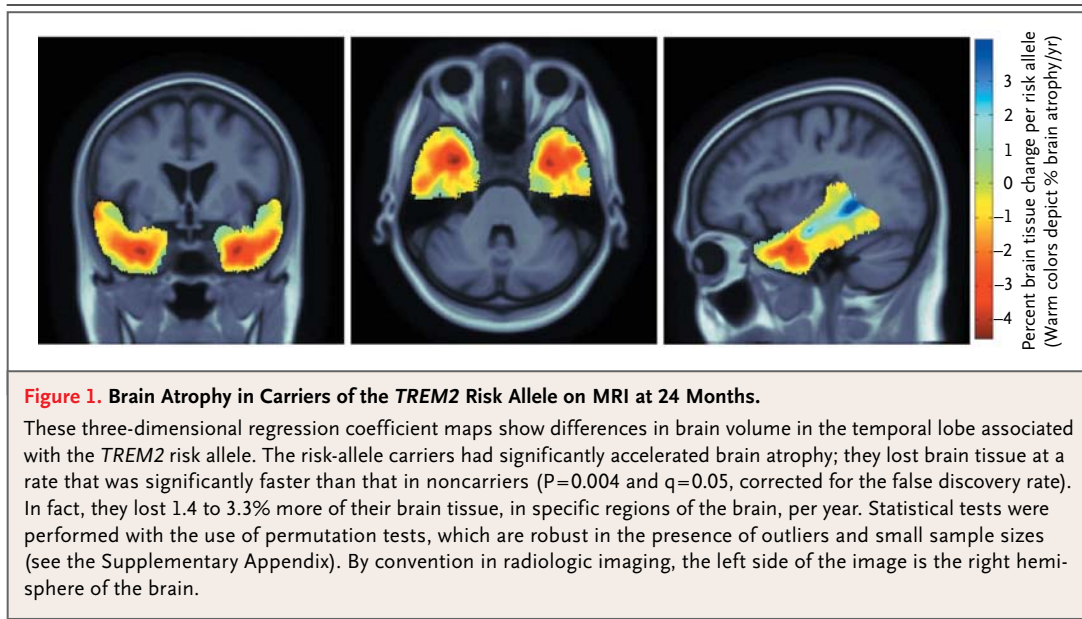 3
2
1
0
−1
−2
−3
−4
Percent brain tissue change per risk allele
(Warm colors depict % brain atrophy/yr)
Figure 1. Brain Atrophy in Carriers of the TREM2 Risk Allele on MRI at 24 Months.
These three-dimensional regression coefficient maps show differences in brain volume in the temporal lobe associated
with the TREM2 risk allele. The risk-allele carriers had significantly accelerated brain atrophy; they lost brain tissue at a
rate that was significantly faster than that in noncarriers (P=0.004 and q=0.05, corrected for the false discovery rate).
In fact, they lost 1.4 to 3.3% more of their brain tissue, in specific regions of the brain, per year. Statistical tests were
performed with the use of permutation tests, which are robust in the presence of outliers and small sample sizes
(see the Supplementary Appendix). By convention in radiologic imaging, the left side of the image is the right hemi-
sphere of the brain.